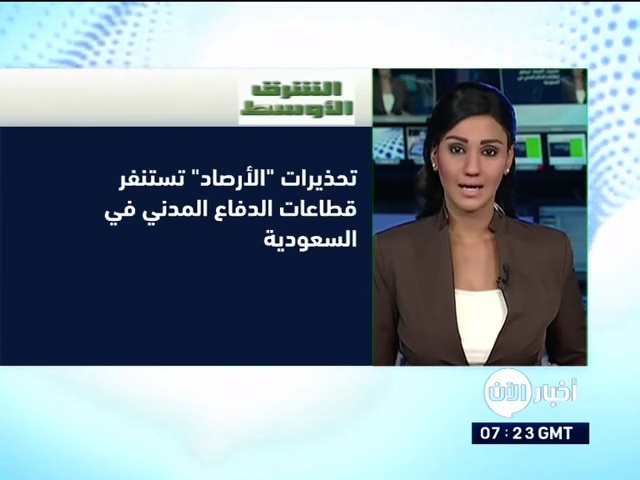 الشرق
الأوسط
تحذيرات "الأرصاد" تستنفر
قطاعات الدفاع المدني في
السعودية
أخبار الآن
07:23 GMT